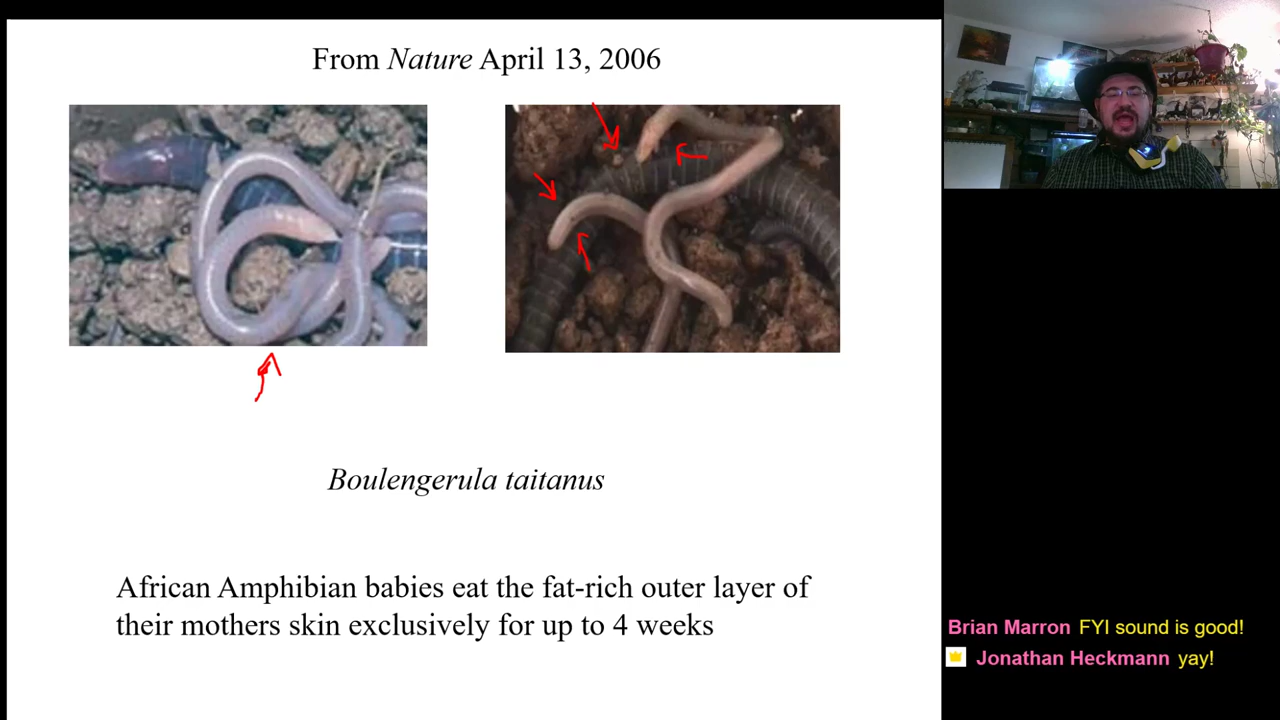 From Nature April 13, 2006
Boulengerula taitanus
African Amphibian babies eat the fat-rich outer layer of
their mothers skin exclusively for up to 4 weeks
Brian Marron FYI sound is good!
Jonathan Heckmann yay!